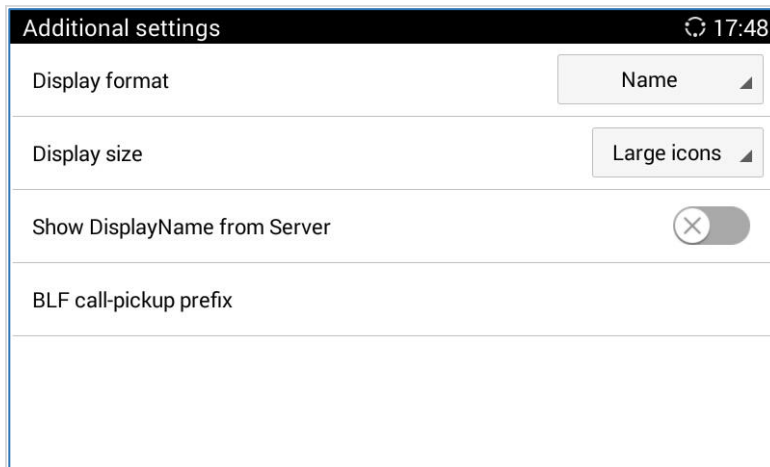 Additional settings 17:48
Display format Name
Display size Large icons
Show DisplayName from Server
BLF call-pickup prefix